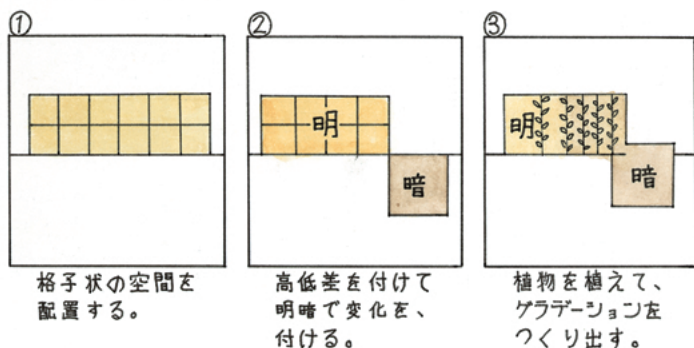 ①
格子状の空間を
配置する。
②
明
暗
高低差を付けて
明暗で変化を、
付ける。
③
明
暗
植物を植えて、
グラデーションを
つくり出す。